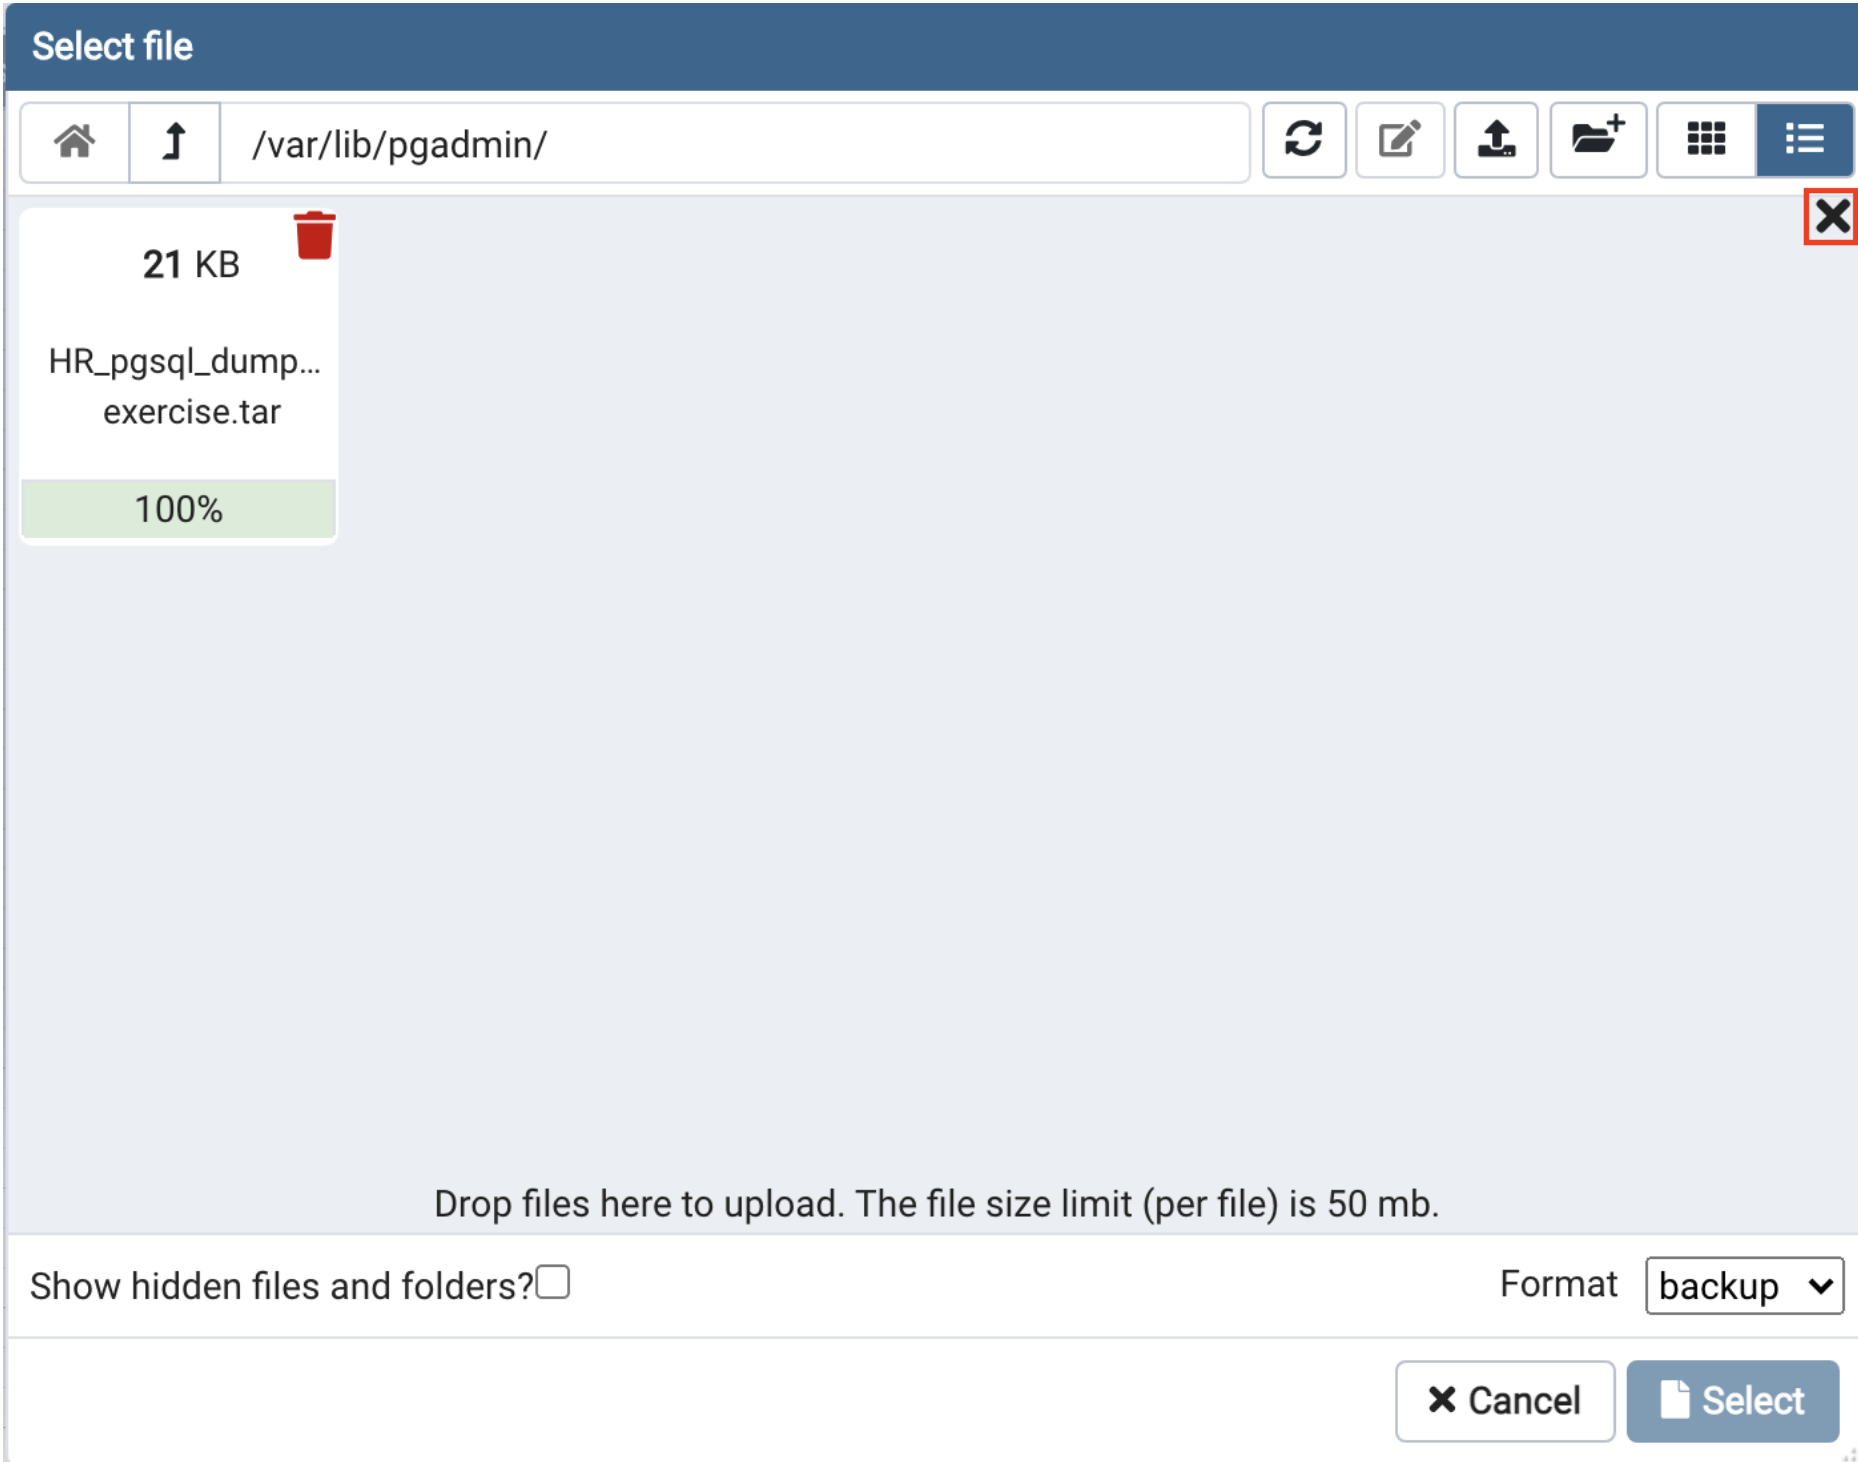 Select file
/var/lib/pgadmin/
21 KB
HR_pgsql_dump...
exercise.tar
100%
Drop files here to upload. The file size limit (per file) is 50 mb.
Show hidden files and folders?
Format backup
Cancel Select